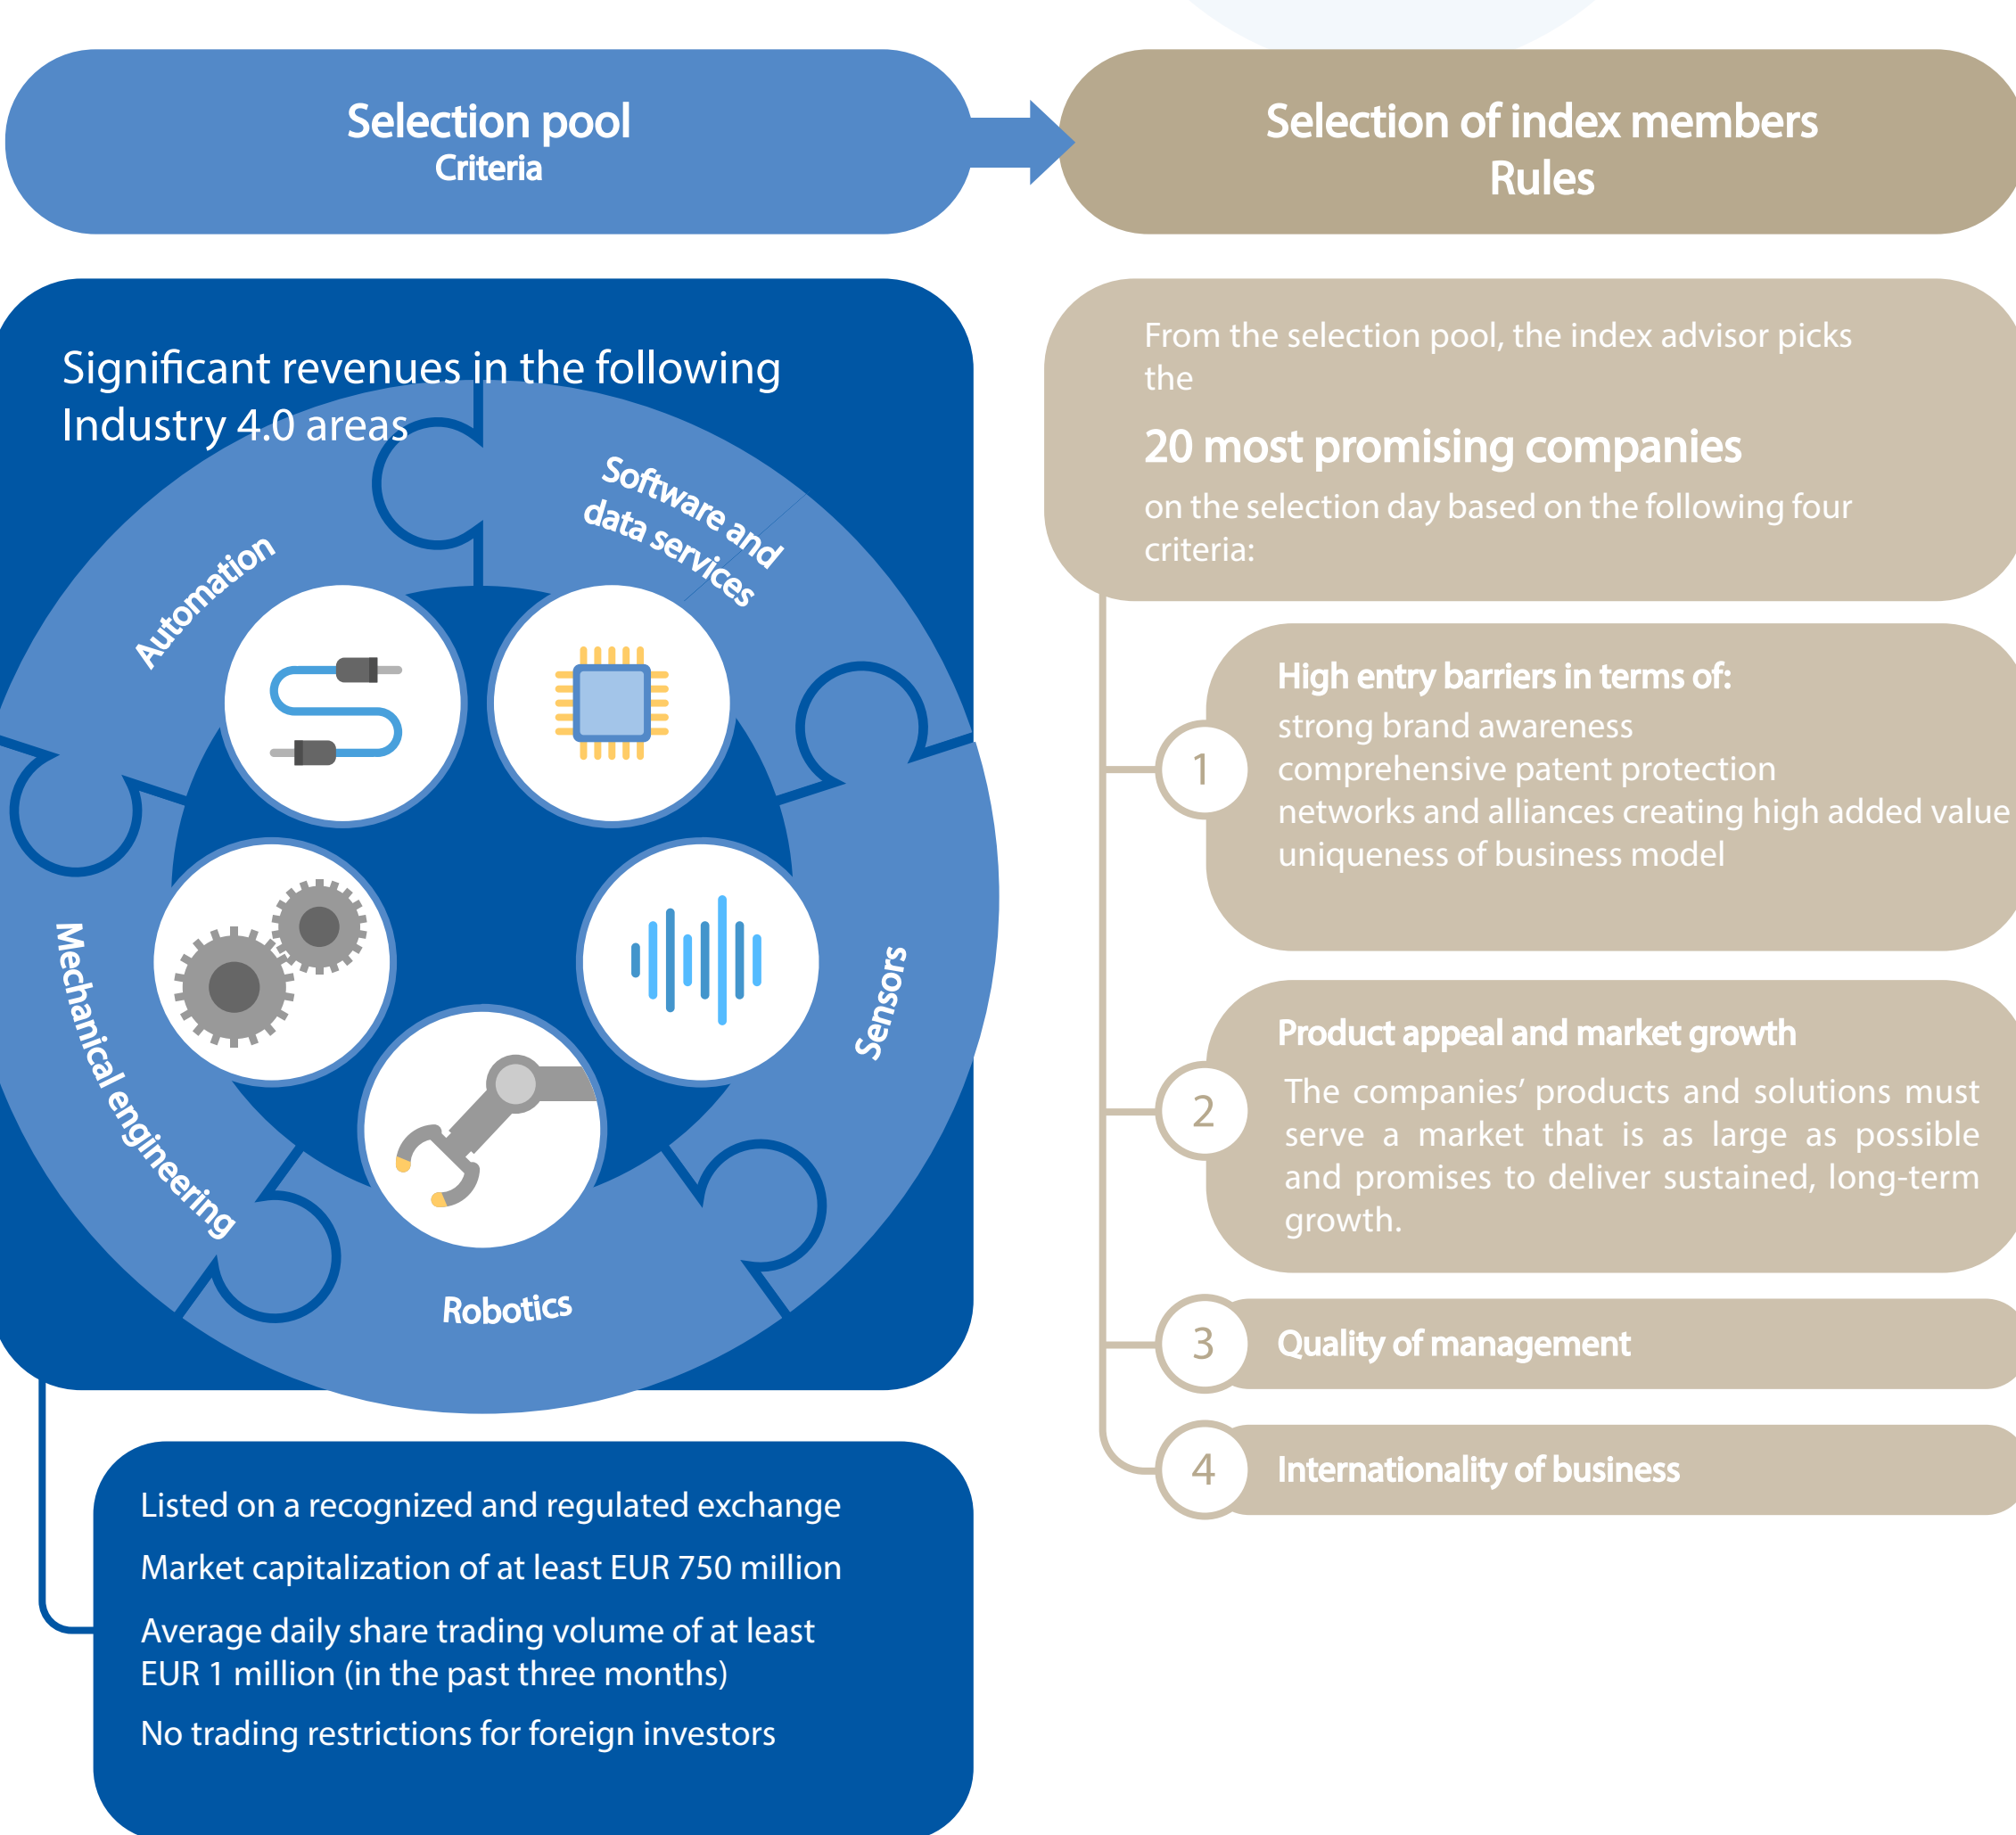 Selection pool
Criteria
Selection of index members
Rules
Significant revenues in the following
Industry 4.0 areas
Automation
Software and
data services
Sensors
Robotics
Mechanical engineering
Listed on a recognized and regulated exchange
Market capitalization of at least EUR 750 million
Average daily share trading volume of at least
EUR 1 million (in the past three months)
No trading restrictions for foreign investors
From the selection pool, the index advisor picks
the
20 most promising companies
on the selection day based on the following four
criteria:
1
High entry barriers in terms of:
strong brand awareness
comprehensive patent protection
networks and alliances creating high added value
uniqueness of business model
2
Product appeal and market growth
The companies’ products and solutions must
serve a market that is as large as possible
and promises to deliver sustained, long-term
growth.
3
Quality of management
4
Internationality of business